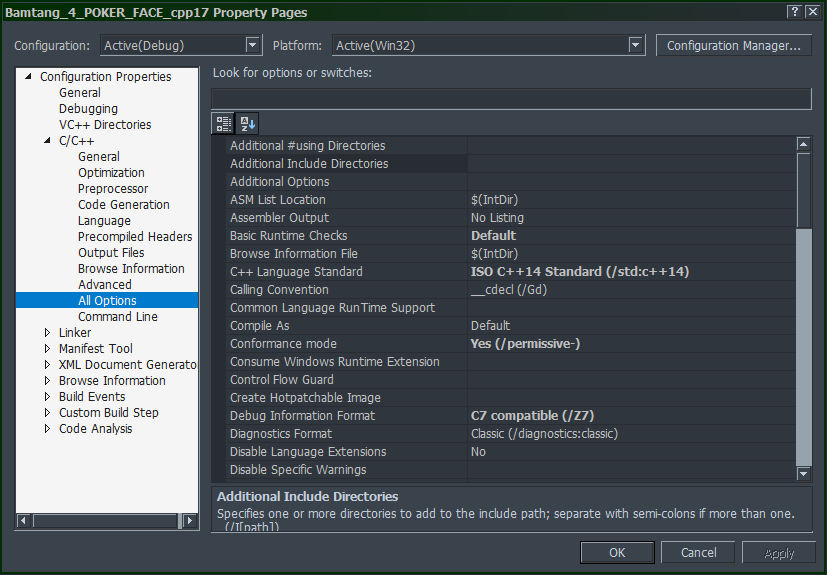 Bamtang_4_POKER_FACE_cpp17 Property Pages
Configuration: Active(Debug) Platform: Active(Win32) Configuration Manager...
Configuration Properties
General
Debugging
VC++ Directories
C/C++
General
Optimization
Preprocessor
Code Generation
Language
Precompiled Headers
Output Files
Browse Information
Advanced
All Options
Command Line
Linker
Manifest Tool
XML Document Generato
Browse Information
Build Events
Custom Build Step
Code Analysis
Look for options or switches:
Additional #using Directories
Additional Include Directories
Additional Options
ASM List Location $(IntDir)
Assembler Output No Listing
Basic Runtime Checks Default
Browse Information File $(IntDir)
C++ Language Standard ISO C++14 Standard (/std:c++14)
Calling Convention __cdecl (/Gd)
Common Language RunTime Support
Compile As Default
Conformance mode Yes (/permissive-)
Consume Windows Runtime Extension
Control Flow Guard
Create Hotpatchable Image
Debug Information Format C7 compatible (/Z7)
Diagnostics Format Classic (/diagnostics:classic)
Disable Language Extensions No
Disable Specific Warnings
Additional Include Directories
Specifies one or more directories to add to the include path; separate with semi-colons if more than one.
(/I[path])
OK Cancel Apply